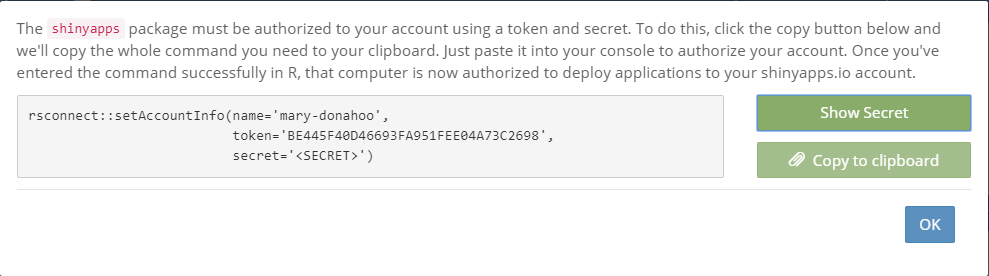 The shinyapps package must be authorized to your account using a token and secret. To do this, click the copy button below and
we'll copy the whole command you need to your clipboard. Just paste it into your console to authorize your account. Once you've
entered the command successfully in R, that computer is now authorized to deploy applications to your shinyapps.io account.
rsconnect::setAccountInfo(name='mary-donahoo',
token='BE445F40D46693FA951FEE04A73C2698',
secret='<SECRET>')
Show Secret
Copy to clipboard
OK